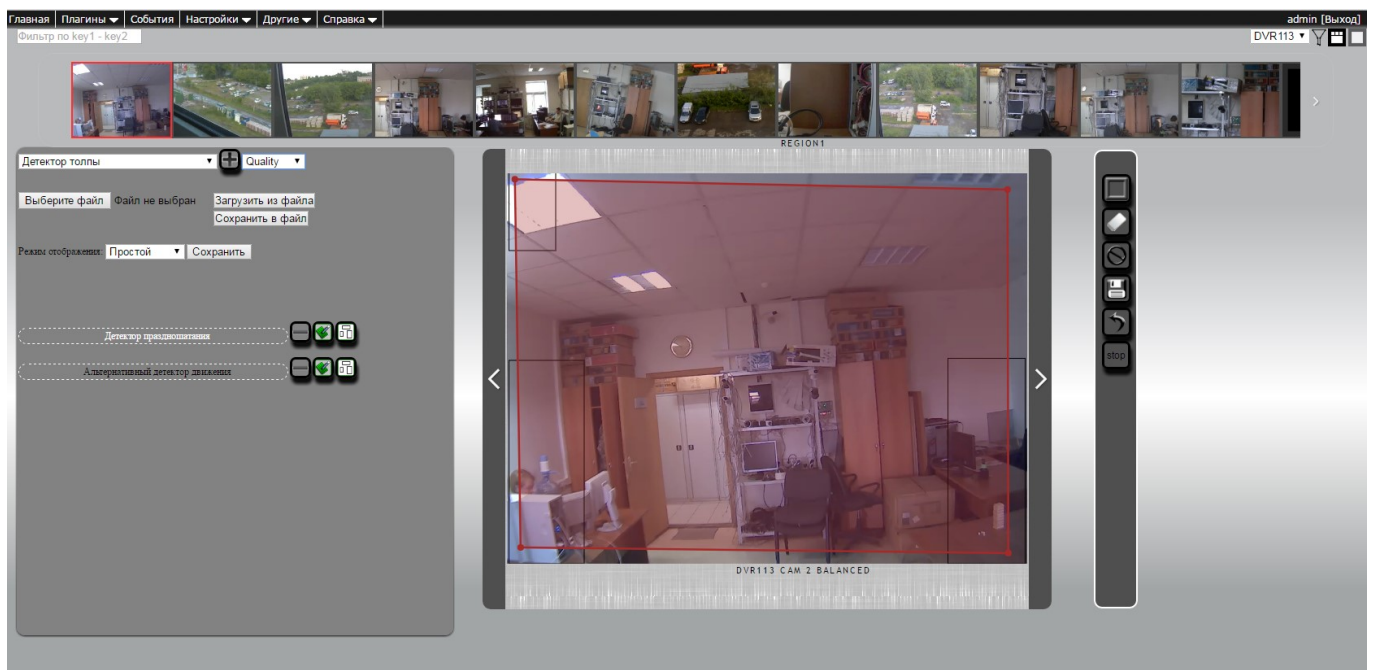 Главная Плагины События Настройки Другие Справка admin [Выход]
Фильтр по key1 - key2 DVR113
REGION1
Детектор толпы Quality
Выберите файл Файл не выбран Загрузить из файла
Сохранить в файл
Режим отображения: Простой Сохранить
Детектор праздношатания
Альтернативный детектор движения
stop
DVR113 CAM 2 BALANCED